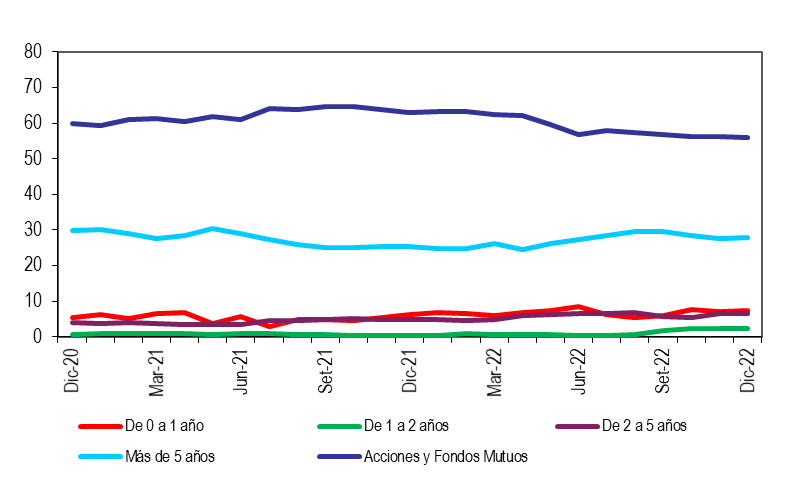 80
70
60
50
40
30
20
10
0
Dic-20
Mar-21
Jun-21
Set-21
Dic-21
Mar-22
Jun-22
Set-22
Dic-22
De 0 a 1 año
De 1 a 2 años
De 2 a 5 años
Más de 5 años
Acciones y Fondos Mutuos